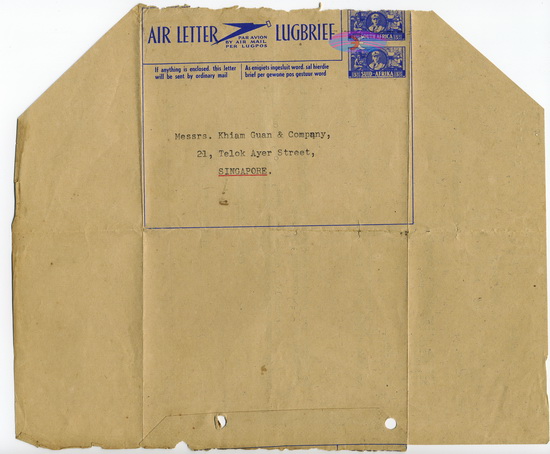 AIR LETTER
PAR AVION
BY AIR MAIL
PER LUGPOS
LUGBRIEF
If anything is enclosed, this letter
will be sent by ordinary mail
As enigiets ingesluit word, sal hierdie
brief per gewone pos gestuur word
SOUTH AFRICA
SUID-AFRIKA
Messrs. Khiam Guan & Company,
21, Telok Ayer Street,
SINGAPORE.